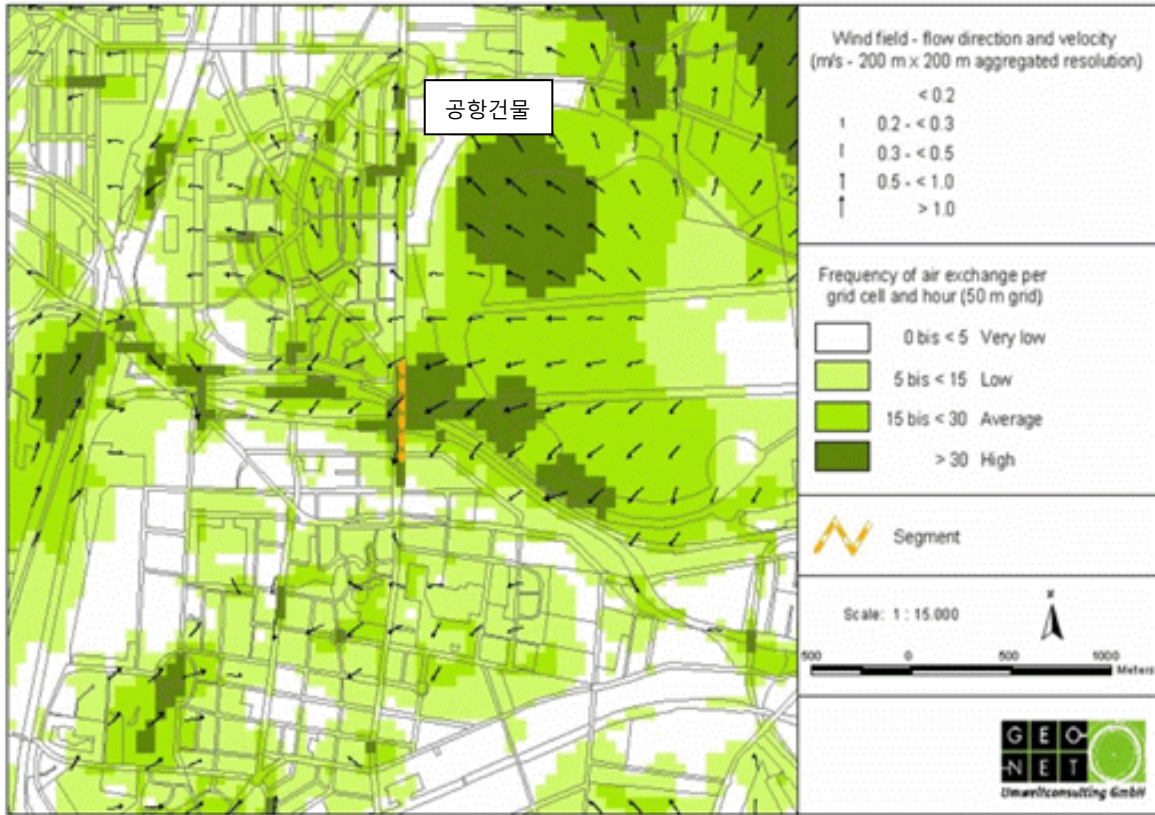 공항건물
Wind field - flow direction and velocity
(m/s - 200 m x 200 m aggregated resolution)
< 0.2
0.2 - < 0.3
0.3 - < 0.5
0.5 - < 1.0
> 1.0
Frequency of air exchange per
grid cell and hour (50 m grid)
0 bis < 5 Very low
5 bis < 15 Low
15 bis < 30 Average
> 30 High
Segment
Scale: 1 : 15.000
500 0 500 1000
Meters
GEO-
-NET
Umweltconsulting GmbH